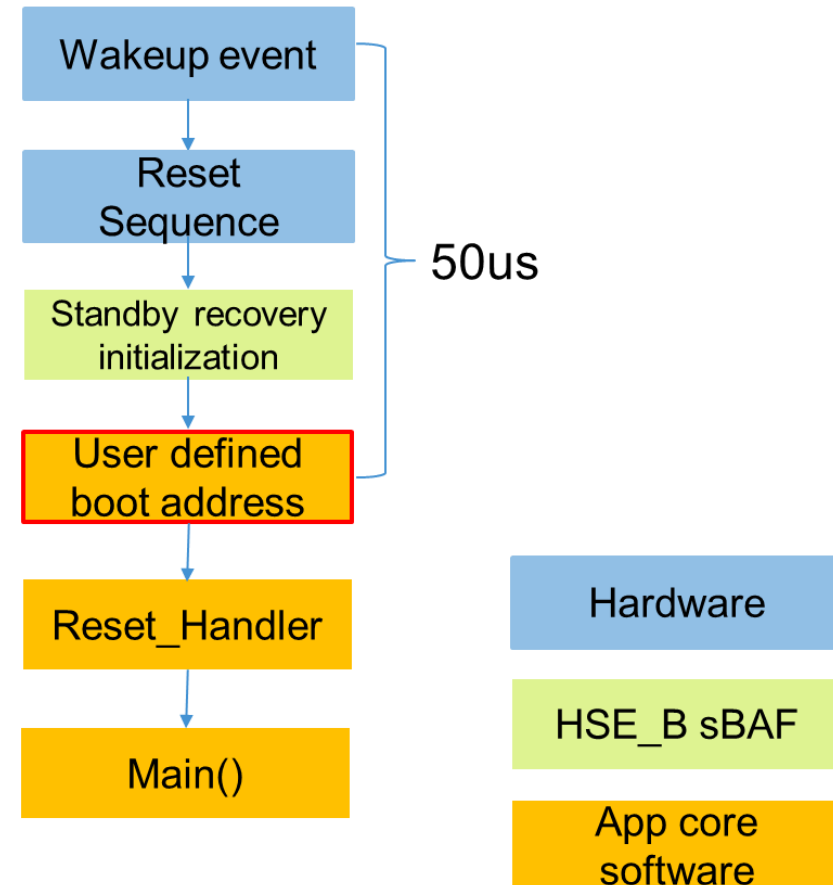 Wakeup event
Reset
Sequence
50us
Standby recovery
initialization
User defined
boot address
Reset_Handler
Hardware
HSE_B sBAF
Main()
App core
software